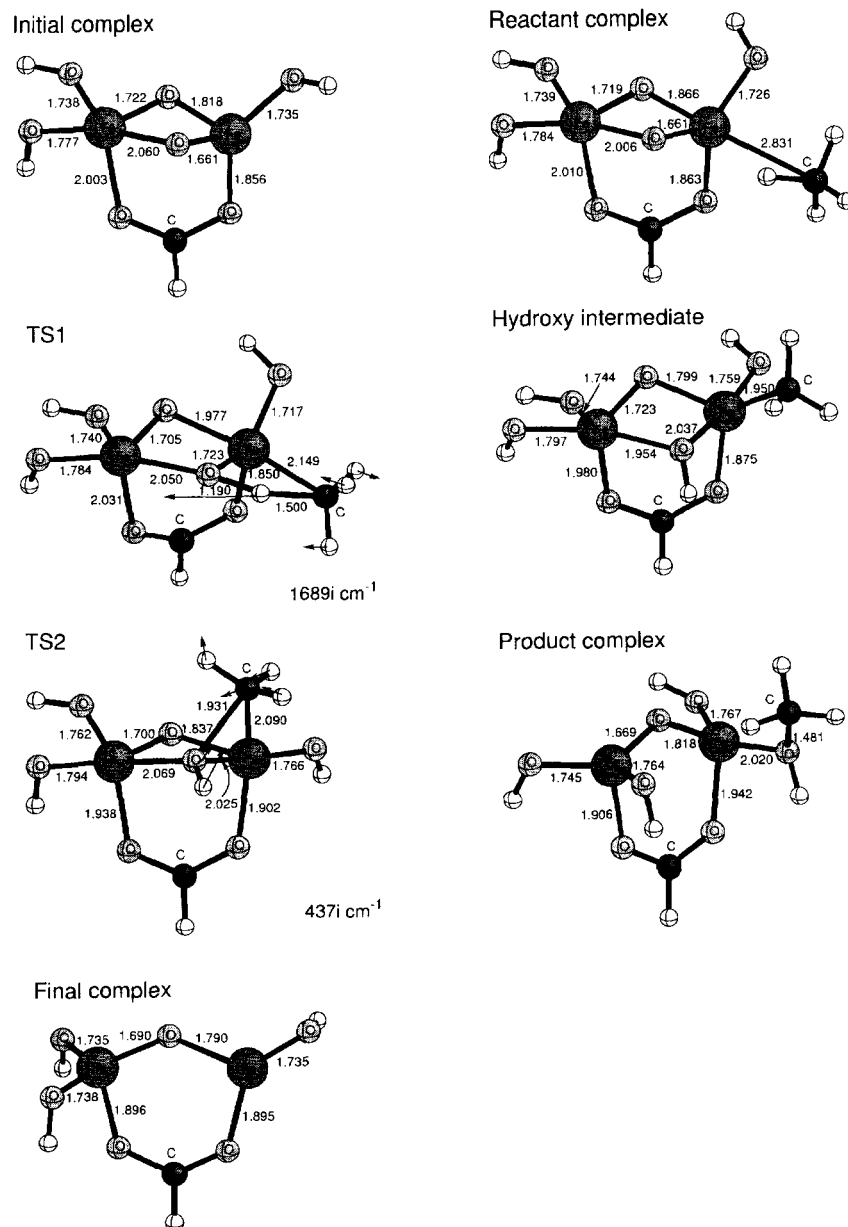 Initial complex
O
1.722
1.818
O
1.738
1.735
O
1.777
2.060
O
1.661
2.003
1.856
O
C
O
Reactant complex
O
O
1.719
1.866
1.726
1.739
O
1.784
2.006
O
1.661
2.831
2.010
1.863
C
O
C
O
TS1
O
O
1.977
1.717
O
1.740
1.705
1.723
1.784
2.050
O
1.850
2.149
2.031
1.190
1.500
C
O
C
O
1689i cm-1
Hydroxy intermediate
O
1.799
O
1.744
1.759
1.950
C
O
1.723
2.037
O
1.797
1.954
O
1.980
1.875
O
C
O
TS2
C
1.931
2.090
O
1.700
1.837
O
1.762
O
1.794
2.069
O
1.766
O
2.025
1.938
1.902
O
C
O
437i cm-1
Product complex
C
O
1.767
O
1.669
1.818
1.481
O
1.764
2.020
O
1.745
O
1.906
1.942
O
C
O
Final complex
O
1.735
1.690
O
1.790
O
1.735
O
1.738
1.896
1.895
O
C
O